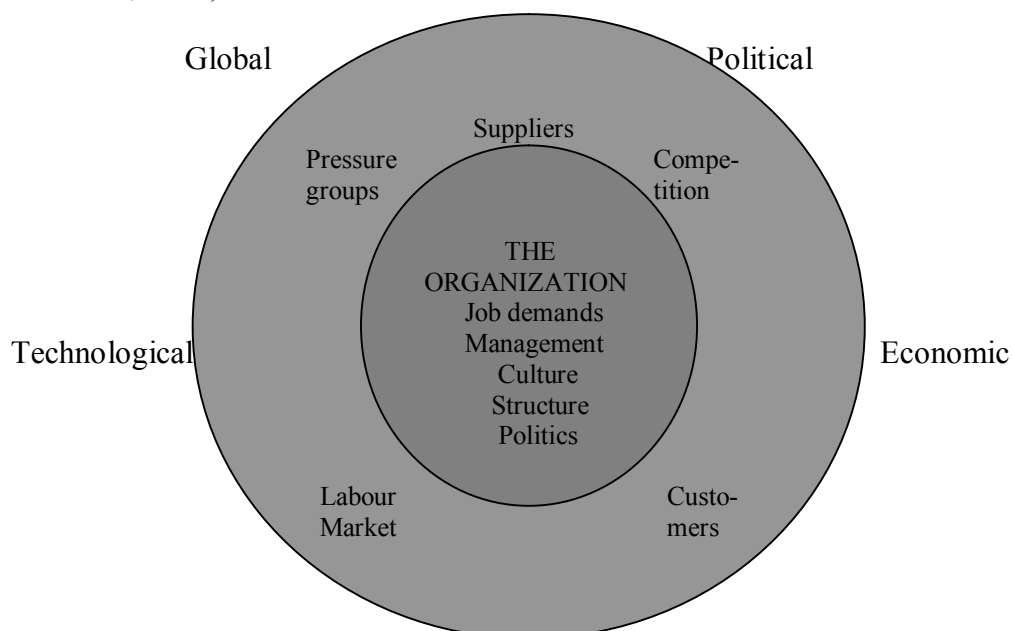 Global
Political
Suppliers
Pressure
groups
Compe-
tition
THE
ORGANIZATION
Job demands
Management
Culture
Structure
Politics
Technological
Economic
Labour
Market
Custo-
mers